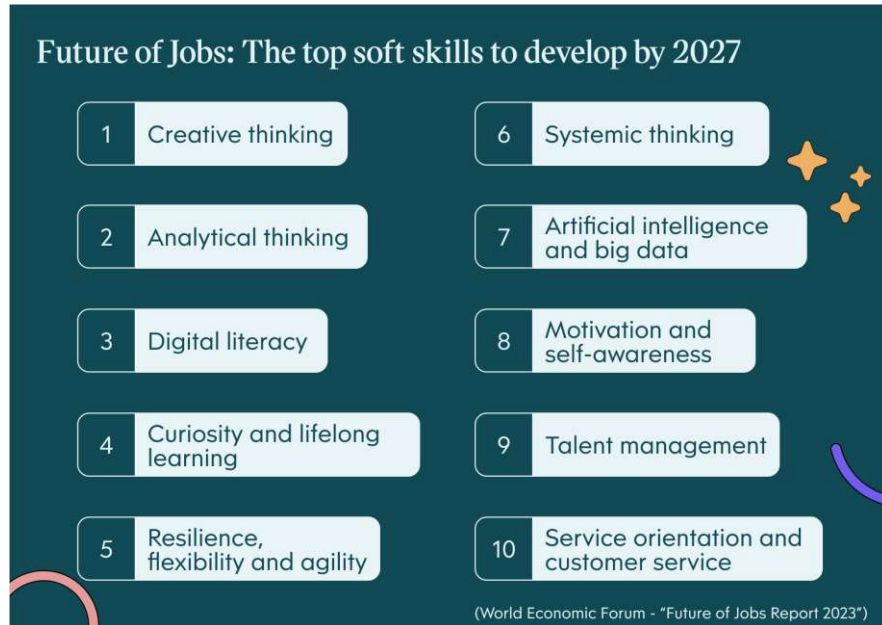 Future of Jobs: The top soft skills to develop by 2027
1
Creative thinking
2
Analytical thinking
3
Digital literacy
4
Curiosity and lifelong
learning
5
Resilience,
flexibility and agility
6
Systemic thinking
7
Artificial intelligence
and big data
8
Motivation and
self-awareness
9
Talent management
10
Service orientation and
customer service
(World Economic Forum - “Future of Jobs Report 2023”)